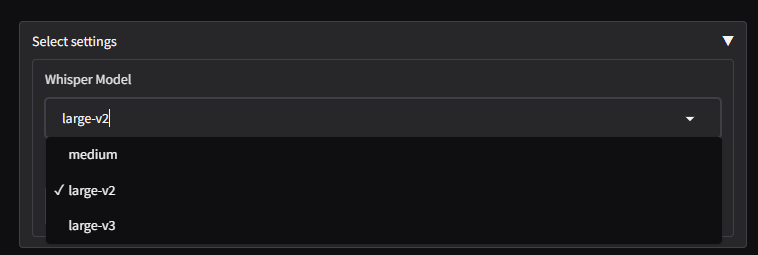 Select settings
Whisper Model
large-v2
medium
large-v2
large-v3